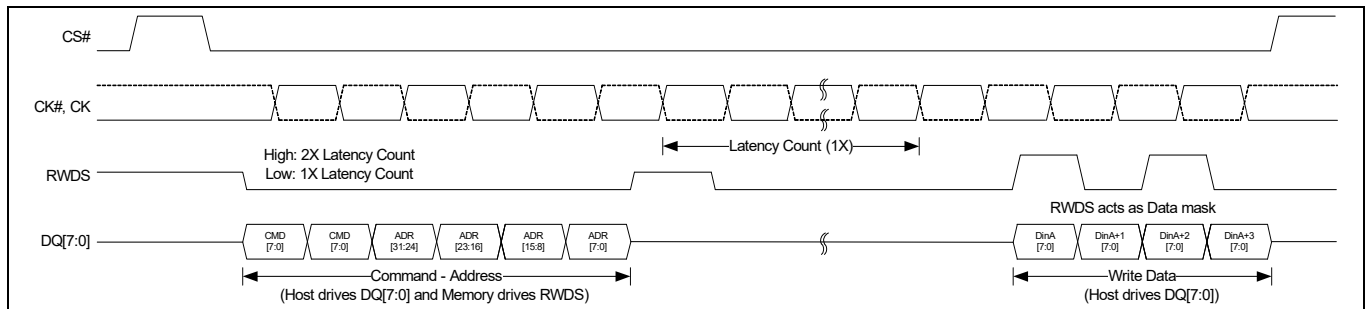 CS#
CK#, CK
Latency Count (1X)
High: 2X Latency Count
Low: 1X Latency Count
RWDS
RWDS acts as Data mask
DQ[7:0]
CMD
[7:0]
CMD
[7:0]
ADR
[31:24]
ADR
[23:16]
ADR
[15:8]
ADR
[7:0]
DinA
[7:0]
DinA+1
[7:0]
DinA+2
[7:0]
DinA+3
[7:0]
Command - Address
(Host drives DQ[7:0] and Memory drives RWDS)
Write Data
(Host drives DQ[7:0])